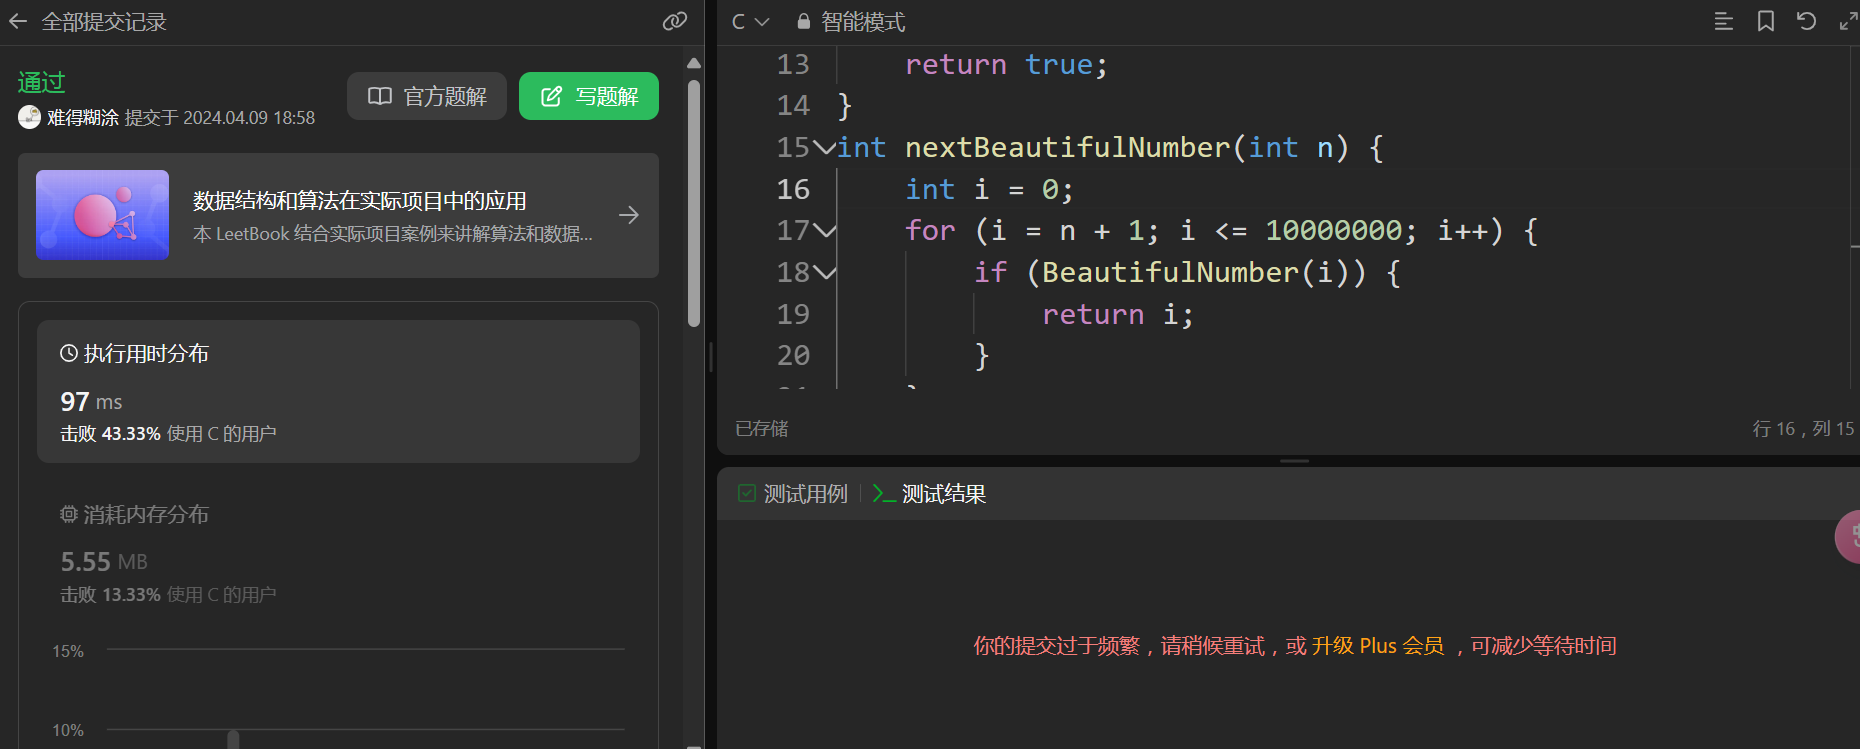 全部提交记录
通过
难得糊涂 提交于 2024.04.09 18:58
官方题解
写题解
数据结构和算法在实际项目中的应用
本 LeetBook 结合实际项目案例来讲解算法和数据...
执行用时分布
97 ms
击败 43.33% 使用 C 的用户
消耗内存分布
5.55 MB
击败 13.33% 使用 C 的用户
15%
10%
C 智能模式
13 return true;
14 }
15 int nextBeautifulNumber(int n) {
16 int i = 0;
17 for (i = n + 1; i <= 10000000; i++) {
18 if (BeautifulNumber(i)) {
19 return i;
20 }
已存储
行 16，列 15
测试用例
测试结果
你的提交过于频繁，请稍候重试，或 升级 Plus 会员 ，可减少等待时间